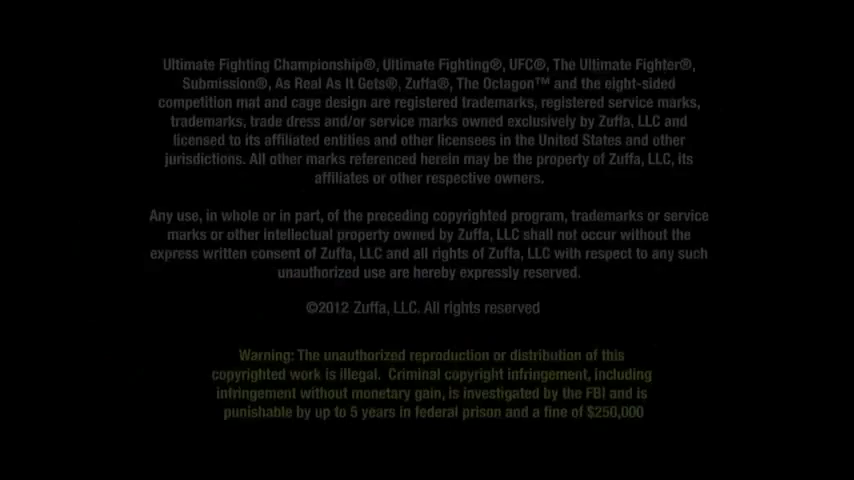 Ultimate Fighting Championship®, Ultimate Fighting®, UFC®, The Ultimate Fighter®,
Submission®, As Real As It Gets®, Zuffa®, The Octagon™ and the eight-sided
competition mat and cage design are registered trademarks, registered service marks,
trademarks, trade dress and/or service marks owned exclusively by Zuffa, LLC and
licensed to its affiliated entities and other licensees in the United States and other
jurisdictions. All other marks referenced herein may be the property of Zuffa, LLC, its
affiliates or other respective owners.
Any use, in whole or in part, of the preceding copyrighted program, trademarks or service
marks or other intellectual property owned by Zuffa, LLC shall not occur without the
express written consent of Zuffa, LLC and all rights of Zuffa, LLC with respect to any such
unauthorized use are hereby expressly reserved.
©2012 Zuffa, LLC. All rights reserved
Warning: The unauthorized reproduction or distribution of this
copyrighted work is illegal. Criminal copyright infringement, including
infringement without monetary gain, is investigated by the FBI and is
punishable by up to 5 years in federal prison and a fine of $250,000